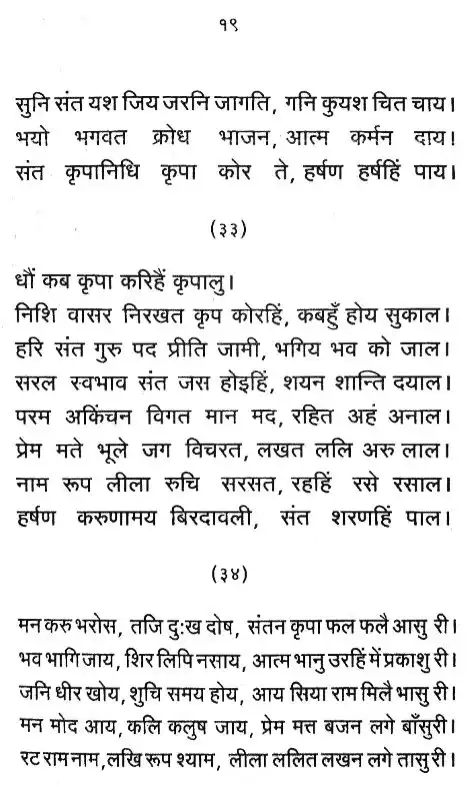 १९
सुनि संत यश जिय जरनि जागति, गनि कुयश चित चाय।
भयो भगवत क्रोध भाजन, आत्म कर्मन दाय।
संत कृपानिधि कृपा कोर ते, हर्षण हर्षहिं पाय।
(३३)
धौं कब कृपा करिहैं कृपालु।
निशि वासर निरखत कृप कोरहिं, कबहुँ होय सुकाल।
हरि संत गुरु पद प्रीति जामी, भगिय भव को जाल।
सरल स्वभाव संत जस होइहिं, शयन शान्ति दयाल।
परम अकिंचन विगत मान मद, रहित अहं अनाल।
प्रेम मते भूले जग विचरत, लखत ललि अरु लाल।
नाम रूप लीला रुचि सरसत, रहहिं रसे रसाल।
हर्षण करुणामय बिरदावली, संत शरणहिं पाल।
(३४)
मन करु भरोस, तजि दुःख दोष, संतन कृपा फल फलै आसु री।
भव भागि जाय, शिर लिपि नसाय, आत्म भानु उरहिं में प्रकाशु री।
जनि धीर खोय, शुचि समय होय, आय सिया राम मिलै भासु री।
मन मोद आय, कलि कलुष जाय, प्रेम मत्त बजन लगे बाँसुरी।
रट राम नाम, लखि रूप श्याम, लीला ललित लखन लगे तासु री।